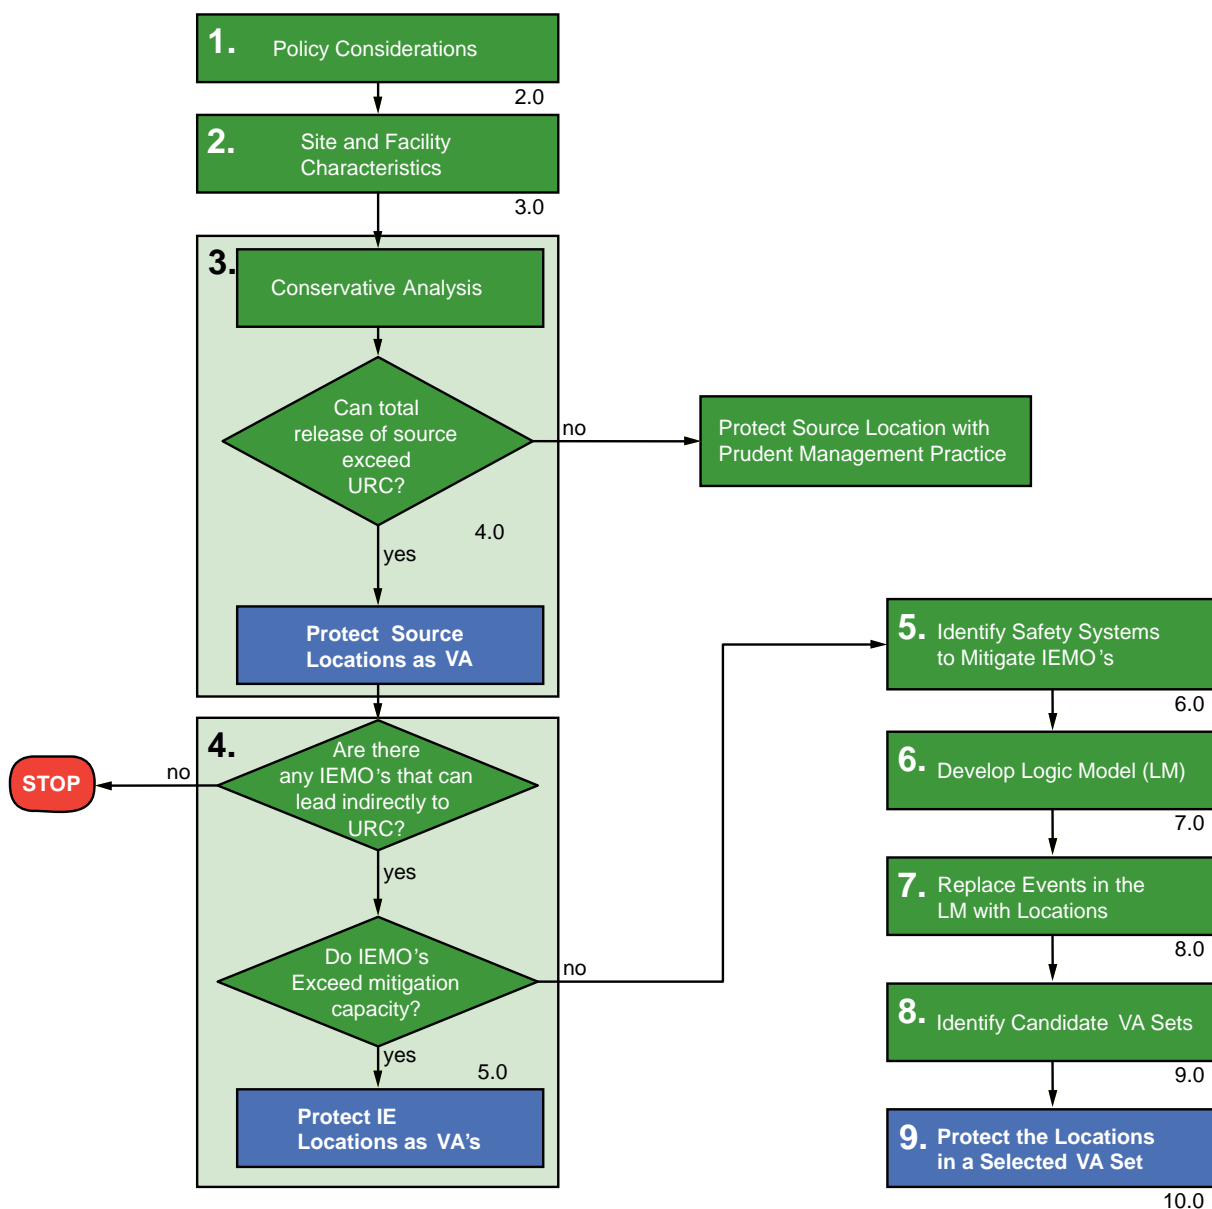 1.
Policy Considerations
2.0
2.
Site and Facility
Characteristics
3.0
3.
Conservative Analysis
Can total
release of source
exceed
URC?
no
Protect Source Location with
Prudent Management Practice
4.0
yes
Protect Source
Locations as VA
4.
Are there
any IEMO's that can
lead indirectly to
URC?
no
STOP
yes
Do IEMO's
Exceed mitigation
capacity?
no
yes
5.0
Protect IE
Locations as VA's
5.
Identify Safety Systems
to Mitigate IEMO's
6.0
6.
Develop Logic Model (LM)
7.0
7.
Replace Events in the
LM with Locations
8.0
8.
Identify Candidate VA Sets
9.0
9.
Protect the Locations
in a Selected VA Set
10.0